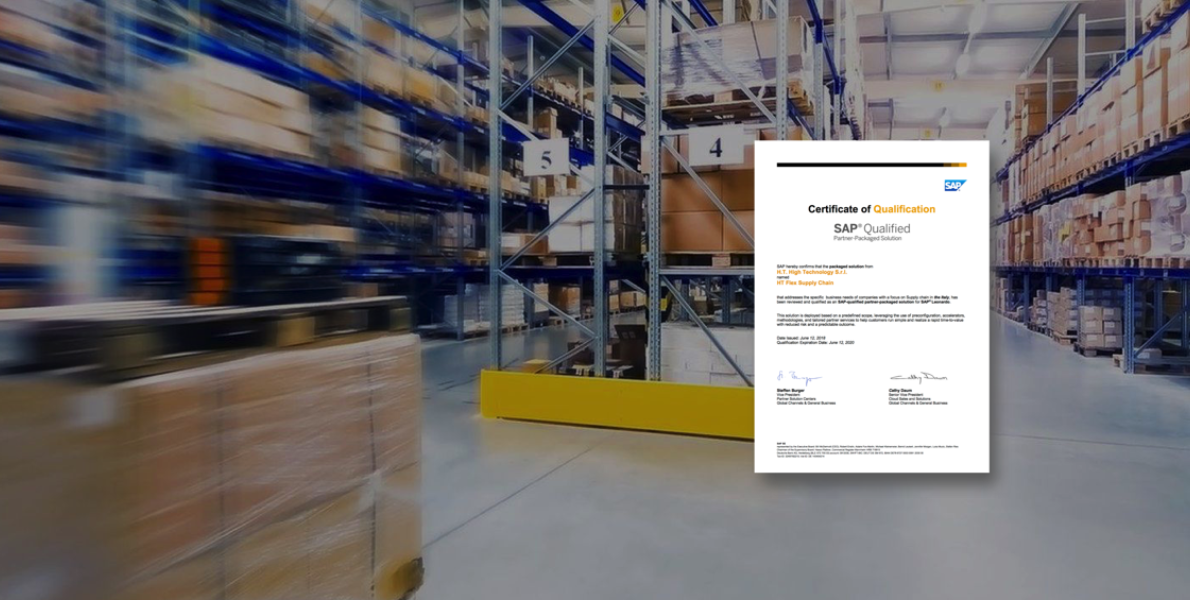 5
4
SAP
Certificate of Qualification
SAP® Qualified
Partner-Packaged Solution
SAP hereby confirms that the packaged solution from
H.T. High Technology S.r.l.
named
HT Flex Supply Chain
that addresses the specific business needs of companies with a focus on Supply chain in the Italy, has
been reviewed and qualified as an SAP-qualified partner-packaged solution for SAP® Leonardo.
This solution is deployed based on a predefined scope, leveraging the use of preconfiguration, accelerators,
methodologies, and tailored partner services to help customers run simple and realize a rapid time-to-value
with reduced risk and a predictable outcome.
Date Issued: June 12, 2019
Qualification Expiration Date: June 12, 2020
Steffen Burger
Vice President
Partner Solution Centers
Global Channels & General Business
Cathy Daum
Senior Vice President
Cloud Sales and Solutions
Global Channels & General Business